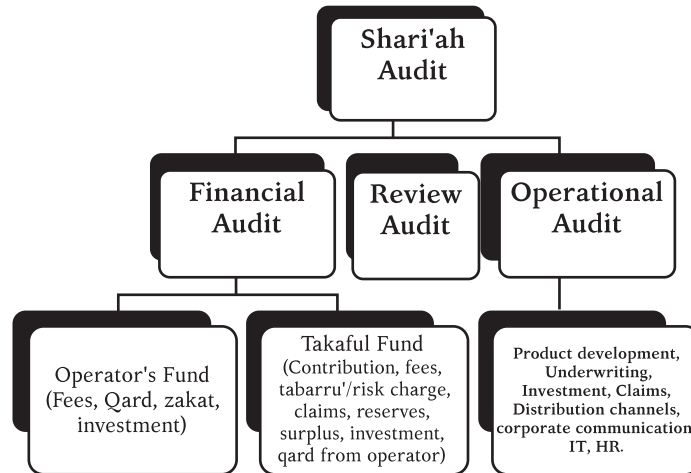 Shari'ah
Audit
Financial
Audit
Review
Audit
Operational
Audit
Operator's Fund
(Fees, Qard, zakat,
investment)
Takaful Fund
(Contribution, fees,
tabarru'/risk charge,
claims, reserves,
surplus, investment,
qard from operator)
Product development,
Underwriting,
Investment, Claims,
Distribution channels,
corporate communication
IT, HR.